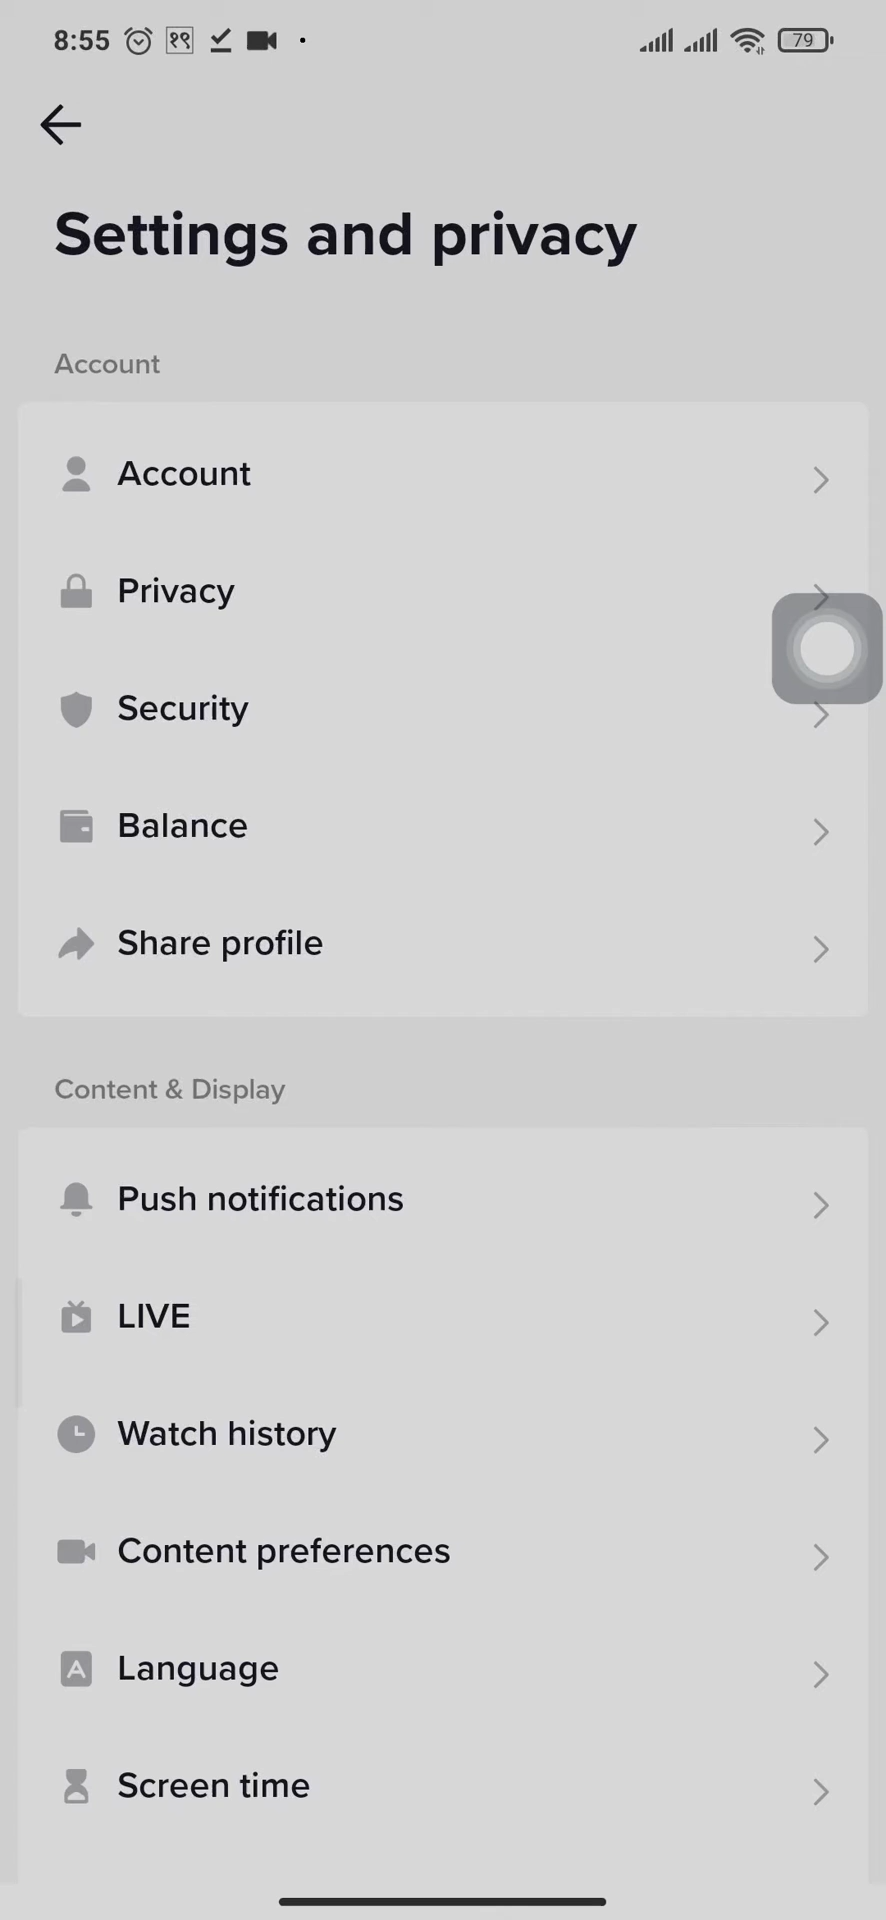 8:55 १९ 79
Settings and privacy
Account
Account
Privacy
Security
Balance
Share profile
Content & Display
Push notifications
LIVE
Watch history
Content preferences
A Language
Screen time